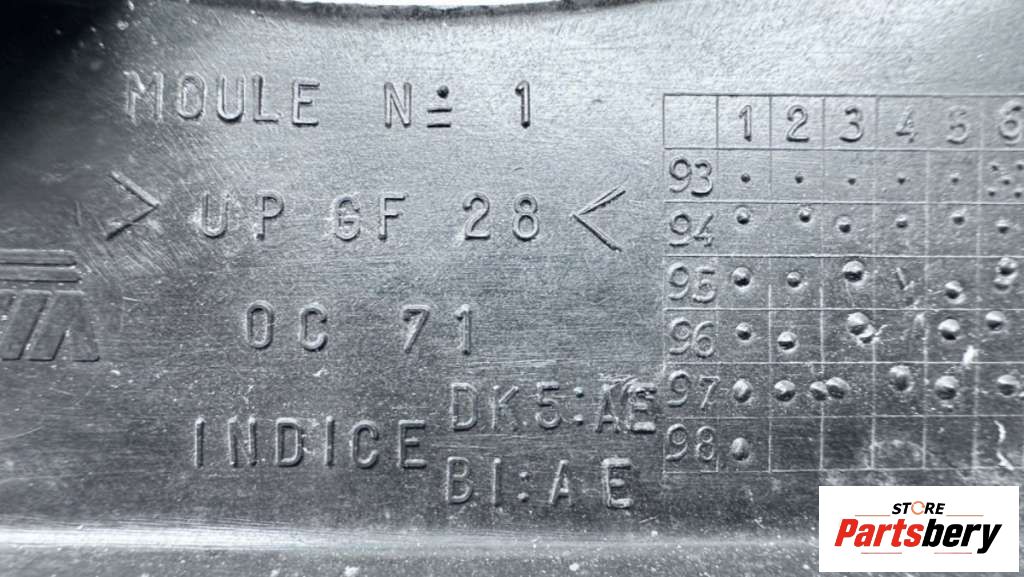 MOULE Nº 1
> UP GF 28 <
OC 71
INDICE DK5:AE
BI:AE
1 2 3 4 5 6
93
94
95
96
97
98
STORE
Partsbery